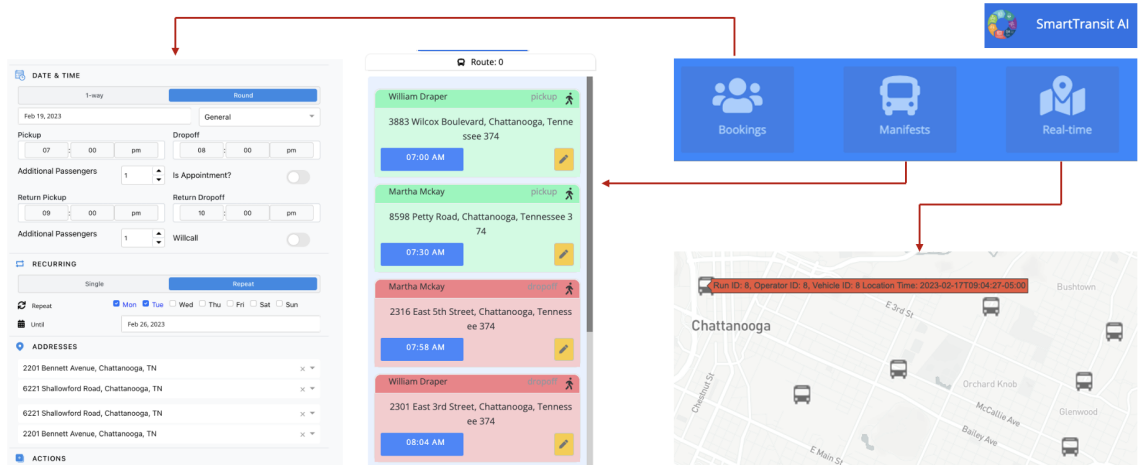 SmartTransit AI
Bookings
Manifests
Real-time
DATE & TIME
1-way
Round
Feb 19, 2023
General
Pickup
Dropoff
07 : 00 pm
08 : 00 pm
Additional Passengers
1
Is Appointment?
Return Pickup
Return Dropoff
09 : 00 pm
10 : 00 pm
Additional Passengers
1
Willcall
RECURRING
Single
Repeat
Repeat
Mon Tue Wed Thu Fri Sat Sun
Until
Feb 26, 2023
ADDRESSES
2201 Bennett Avenue, Chattanooga, TN
6221 Shallowford Road, Chattanooga, TN
6221 Shallowford Road, Chattanooga, TN
2201 Bennett Avenue, Chattanooga, TN
ACTIONS
Route: 0
William Draper
pickup
3883 Wilcox Boulevard, Chattanooga, Tenne
ssee 374
07:00 AM
Martha Mckay
pickup
8598 Petty Road, Chattanooga, Tennessee 3
74
07:30 AM
Martha Mckay
dropoff
2316 East 5th Street, Chattanooga, Tenness
ee 374
07:58 AM
William Draper
dropoff
2301 East 3rd Street, Chattanooga, Tenness
ee 374
08:04 AM
Run ID: 8, Operator ID: 8, Vehicle ID: 8 Location Time: 2023-02-17T09:04:27-05:00
Bushtown
E 3rd St
Chattanooga
Chestnut St
Orchard Knob
McCallie Ave
Glenwood
Bailey Ave
E Main St